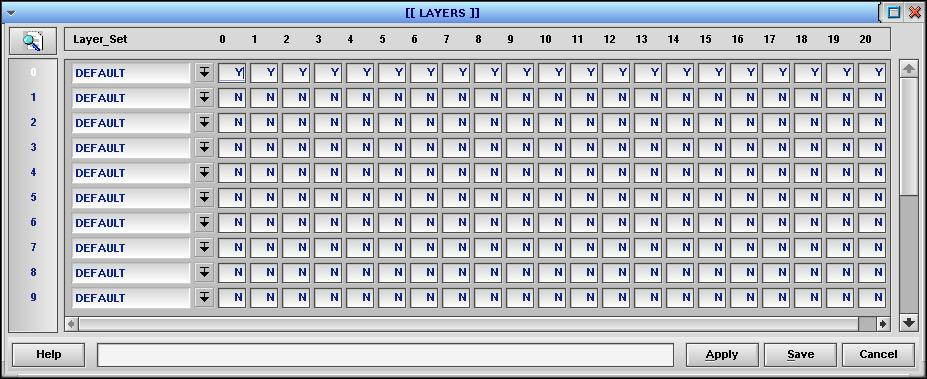 [[ LAYERS ]]
Layer_Set 0 1 2 3 4 5 6 7 8 9 10 11 12 13 14 15 16 17 18 19 20
0 DEFAULT Y Y Y Y Y Y Y Y Y Y Y Y Y Y Y Y Y Y Y Y Y
1 DEFAULT N N N N N N N N N N N N N N N N N N N N N
2 DEFAULT N N N N N N N N N N N N N N N N N N N N N
3 DEFAULT N N N N N N N N N N N N N N N N N N N N N
4 DEFAULT N N N N N N N N N N N N N N N N N N N N N
5 DEFAULT N N N N N N N N N N N N N N N N N N N N N
6 DEFAULT N N N N N N N N N N N N N N N N N N N N N
7 DEFAULT N N N N N N N N N N N N N N N N N N N N N
8 DEFAULT N N N N N N N N N N N N N N N N N N N N N
9 DEFAULT N N N N N N N N N N N N N N N N N N N N N
Help Apply Save Cancel